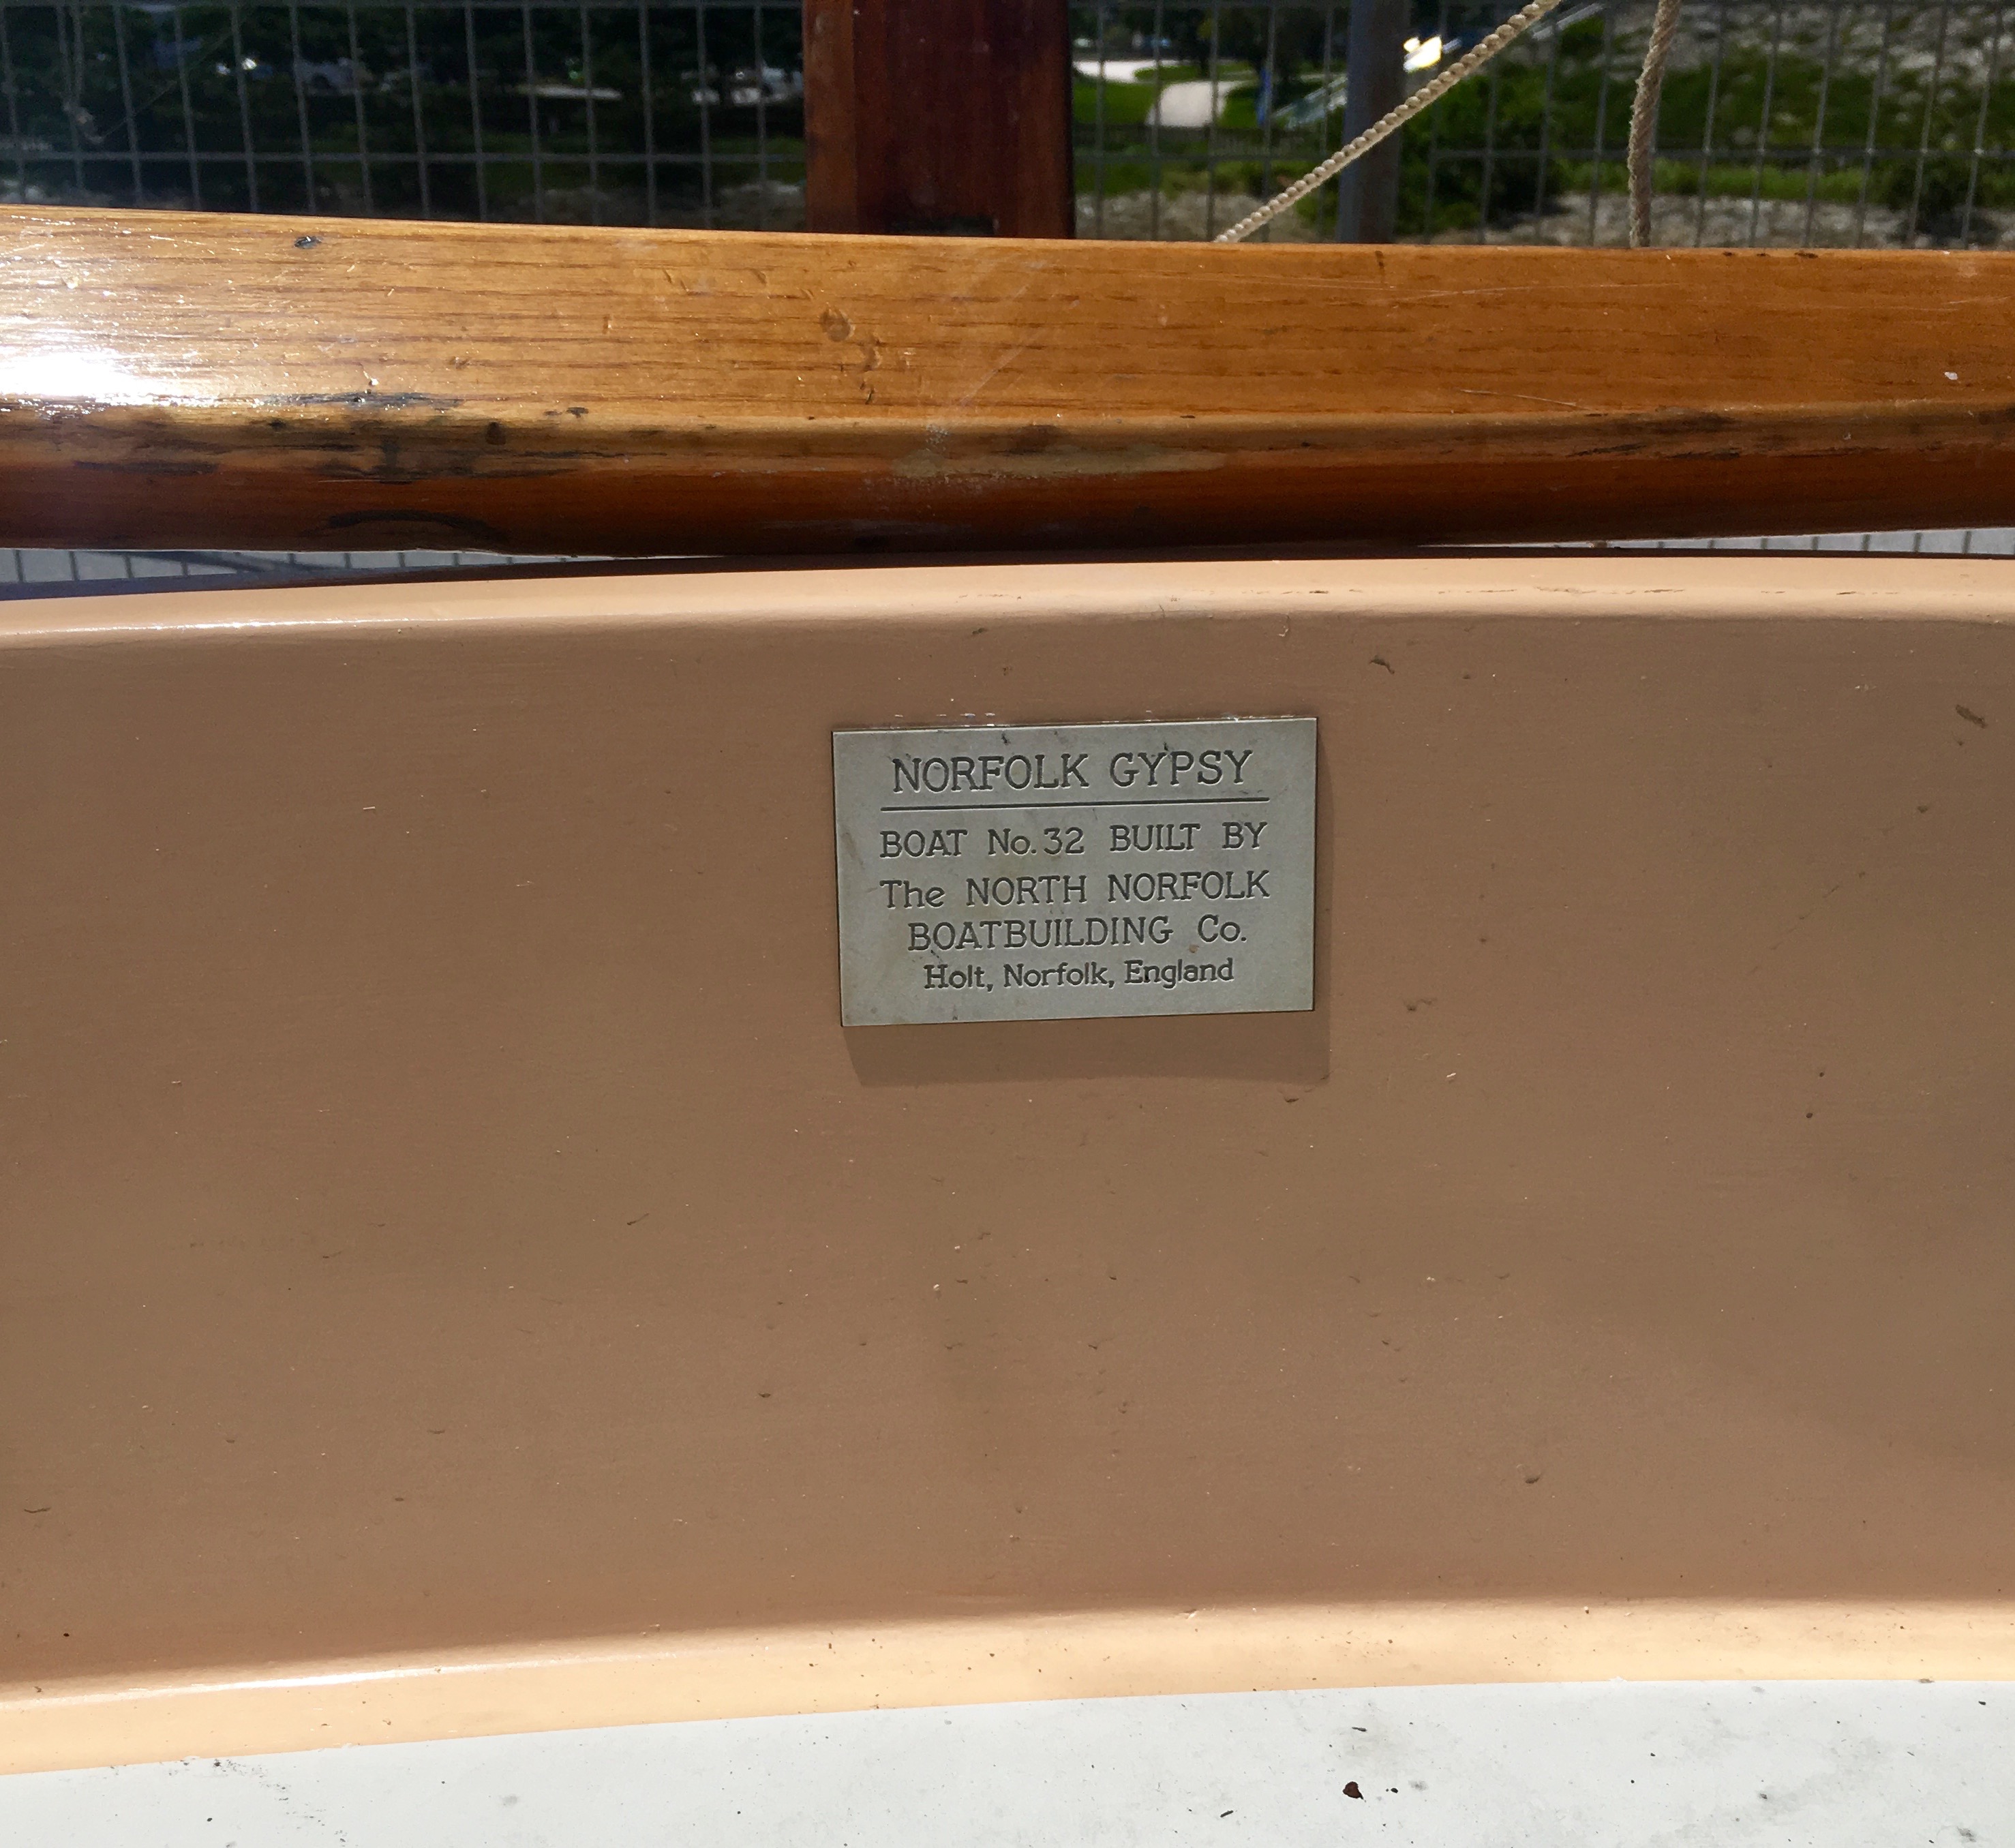 NORFOLK GYPSY
BOAT No. 32 BUILT BY
The NORTH NORFOLK
BOATBUILDING Co.
Holt, Norfolk, England